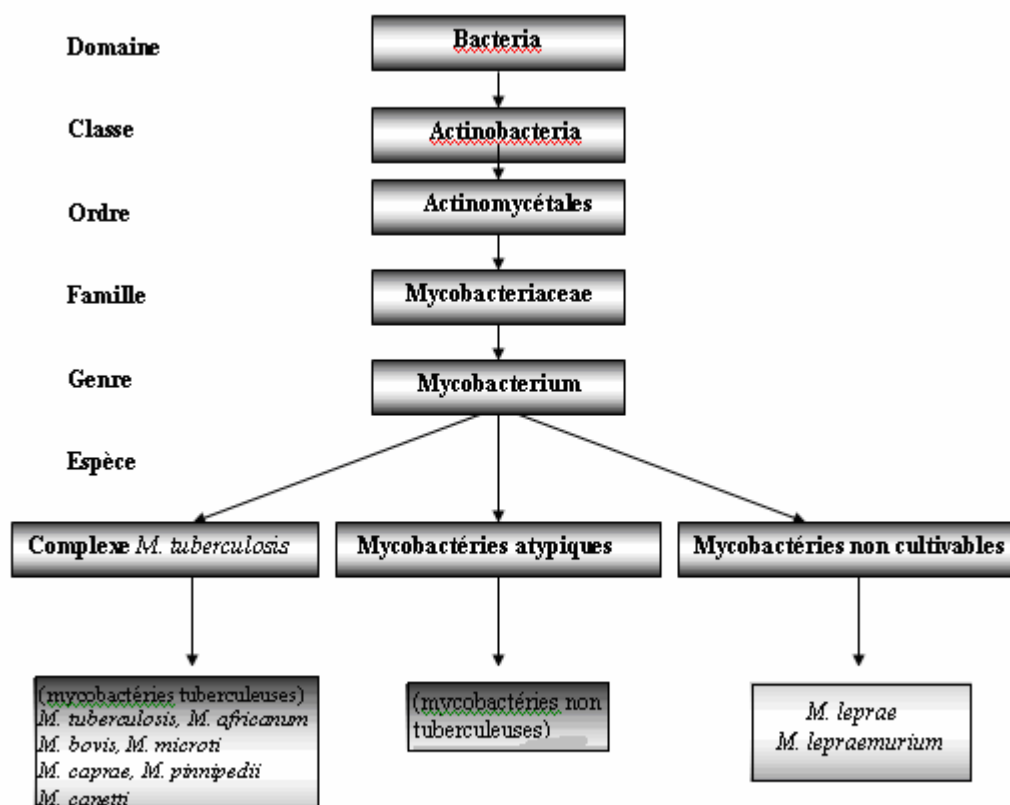 Domaine
Bacteria
Classe
Actinobacteria
Ordre
Actinomycétales
Famille
Mycobacteriaceae
Genre
Mycobacterium
Espèce
Complexe M. tuberculosis
Mycobactéries atypiques
Mycobactéries non cultivables
(mycobactéries tuberculeuses)
M. tuberculosis, M. africanum
M. bovis, M. microti
M. caprae, M. pinnipedii
M. canetti
(mycobactéries non
tuberculeuses)
M. leprae
M. lepraemurium